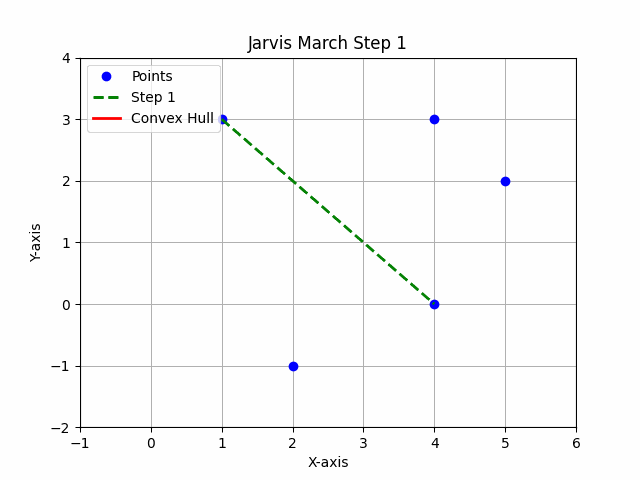 Jarvis March Step 1
4
3
2
1
0
−1
−2
Y-axis
Points
Step 1
Convex Hull
−1 0 1 2 3 4 5 6
X-axis